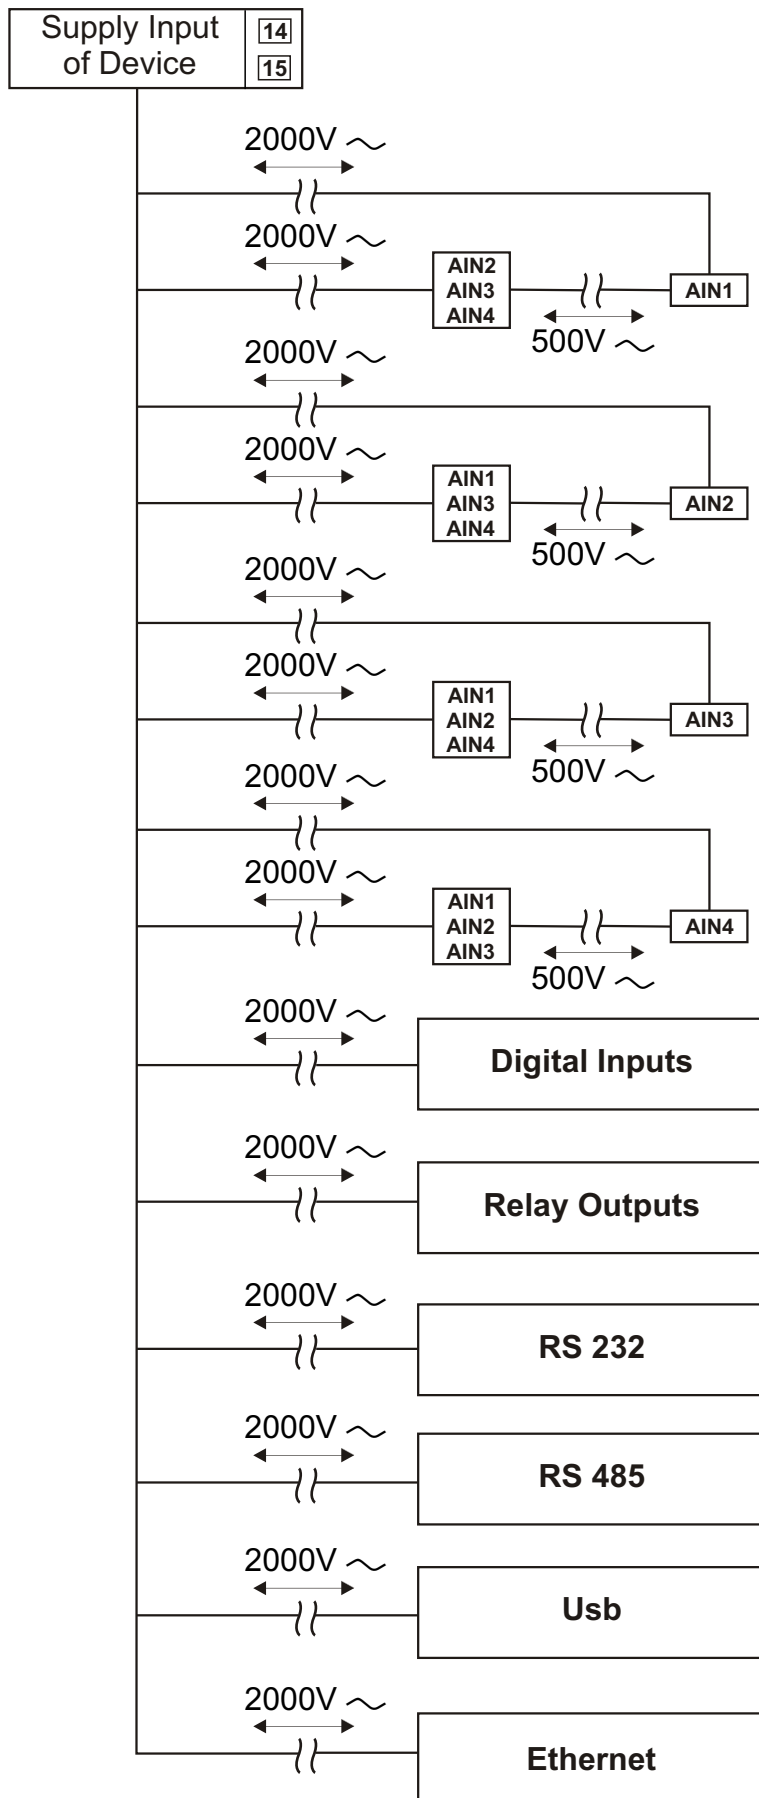 Supply Input
of Device
14
15
2000V ~
2000V ~
AIN2
AIN3
AIN4
AIN1
500V ~
2000V ~
2000V ~
AIN1
AIN3
AIN4
AIN2
500V ~
2000V ~
2000V ~
AIN1
AIN2
AIN4
AIN3
500V ~
2000V ~
2000V ~
AIN1
AIN2
AIN3
AIN4
500V ~
2000V ~
Digital Inputs
2000V ~
Relay Outputs
2000V ~
RS 232
2000V ~
RS 485
2000V ~
Usb
2000V ~
Ethernet